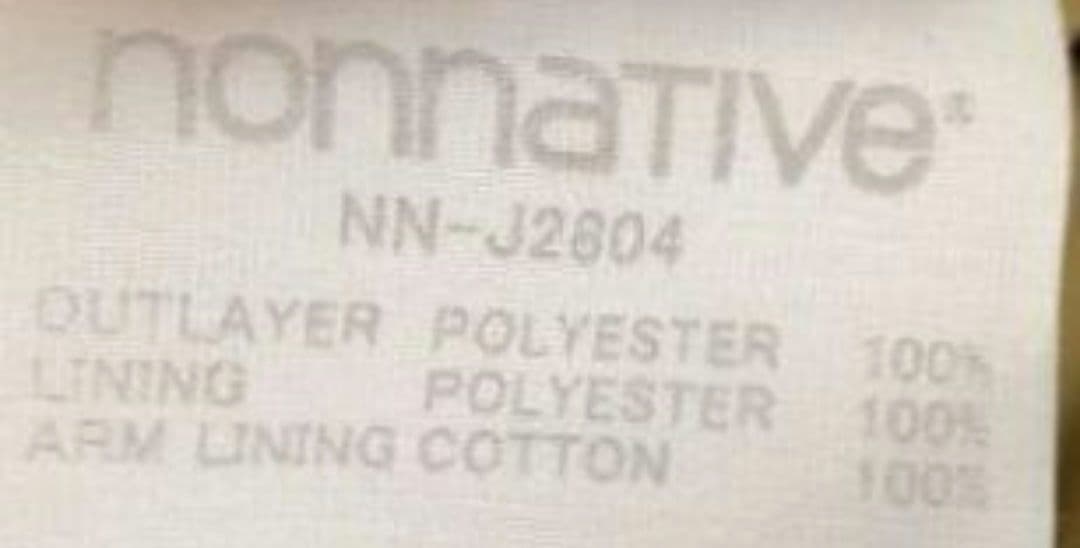 nonnaTIve®
NN-J2604
OUTLAYER POLYESTER 100%
LINING POLYESTER 100%
ARM LINING COTTON 100%